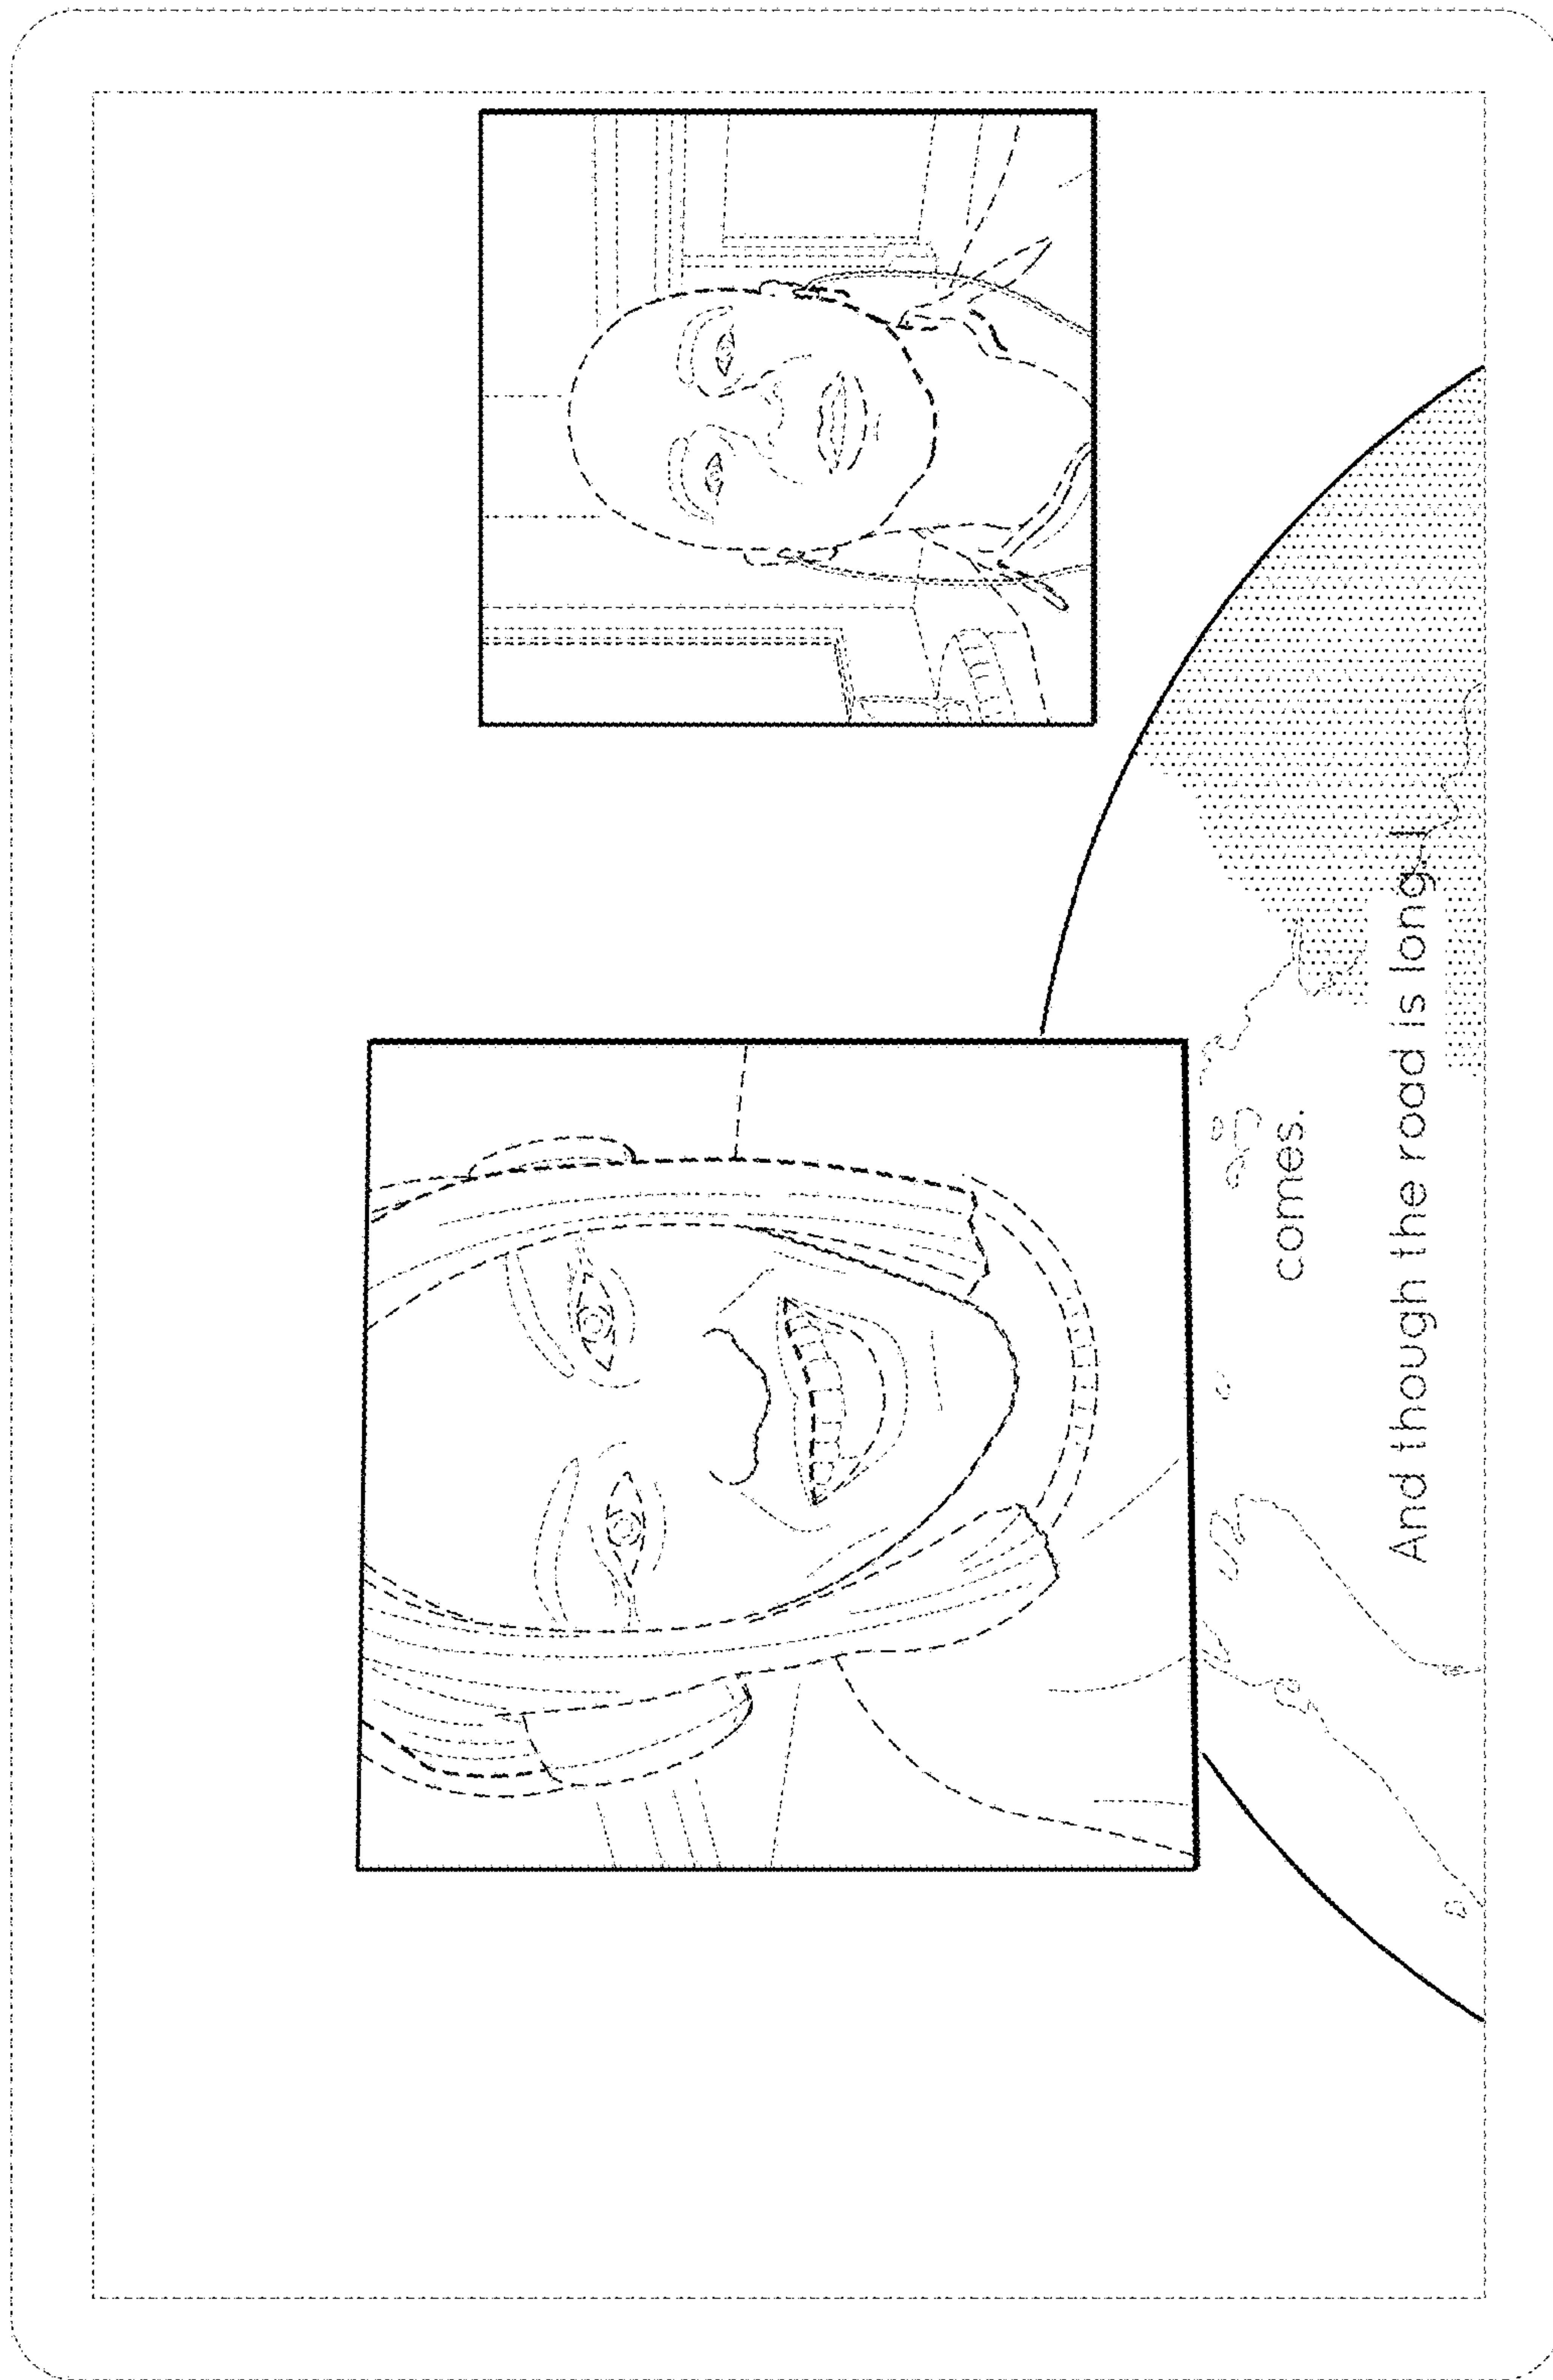 comes.
And though the road is long, I